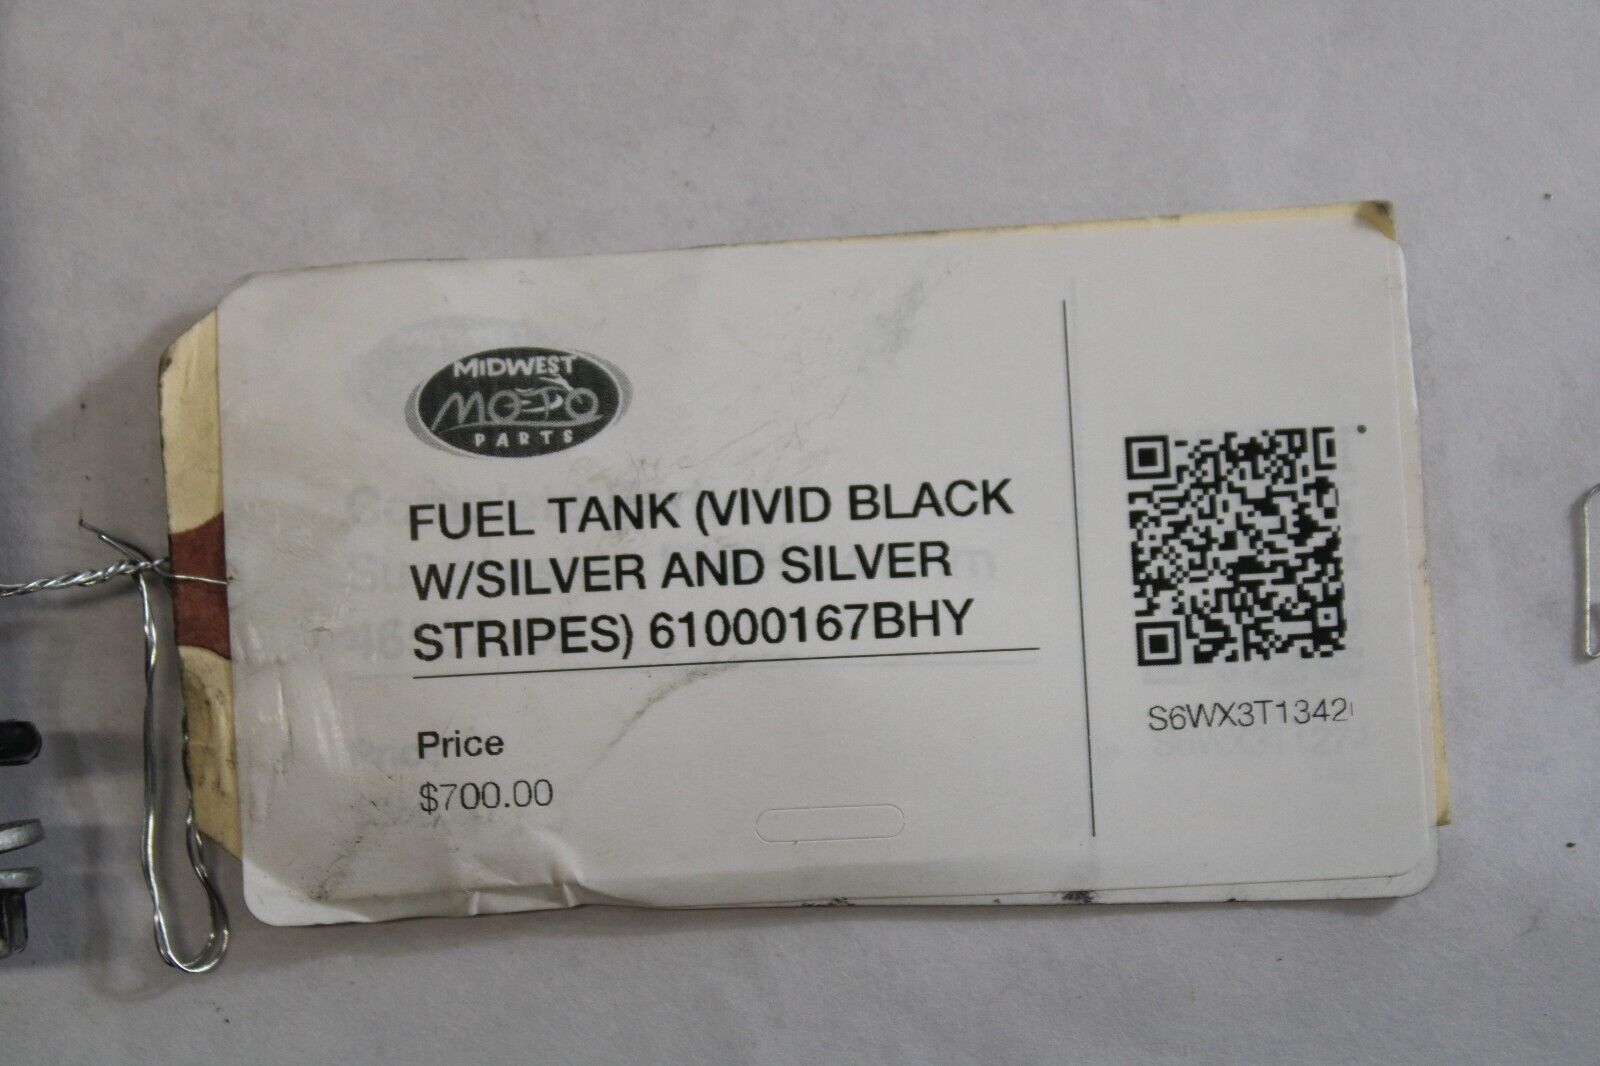 MIDWEST
MOTO
PARTS
FUEL TANK (VIVID BLACK
W/SILVER AND SILVER
STRIPES) 61000167BHY
Price
$700.00
S6WX3T1342